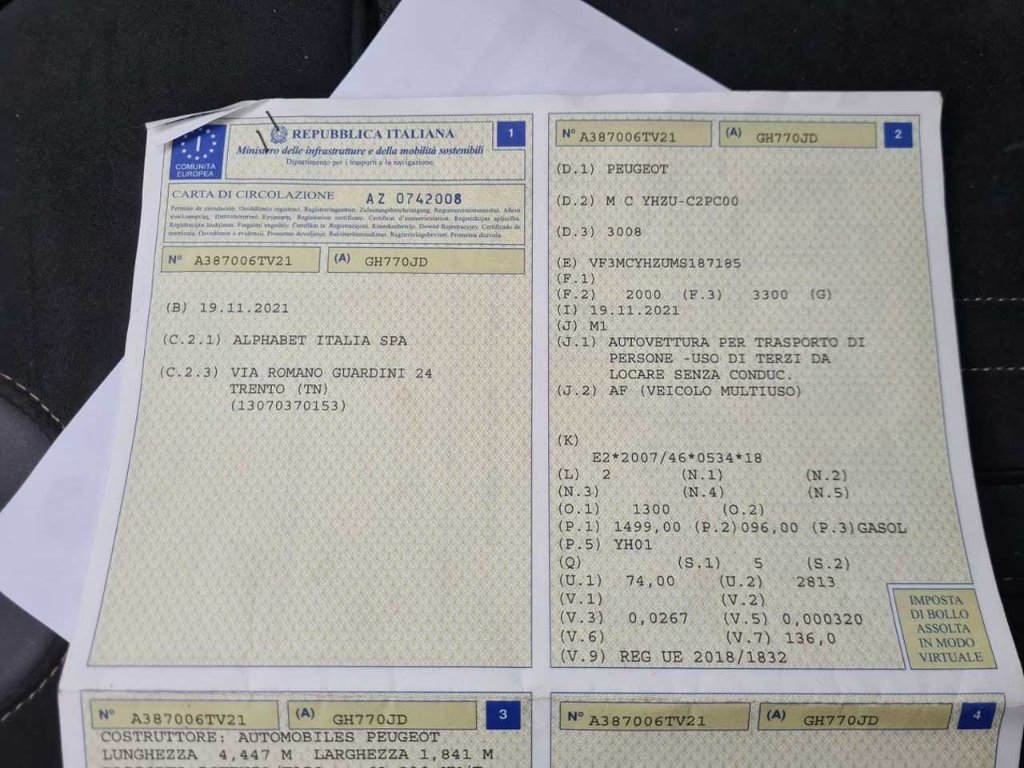 REPUBBLICA ITALIANA
1
Ministero delle infrastrutture e della mobilità sostenibili
Dipartimento per i trasporti e la navigazione
I
COMUNITÀ
EUROPEA
CARTA DI CIRCOLAZIONE AZ 0742008
N° A387006TV21 (A) GH770JD
(B) 19.11.2021
(C.2.1) ALPHABET ITALIA SPA
(C.2.3) VIA ROMANO GUARDINI 24
TRENTO (TN)
(13070370153)
N° A387006TV21 (A) GH770JD 2
(D.1) PEUGEOT
(D.2) M C YHZU-C2PC00
(D.3) 3008
(E) VF3MCYHZUMS187185
(F.1)
(F.2) 2000 (F.3) 3300 (G)
(I) 19.11.2021
(J) M1
(J.1) AUTOVETTURA PER TRASPORTO DI
PERSONE -USO DI TERZI DA
LOCARE SENZA CONDUC.
(J.2) AF (VEICOLO MULTIUSO)
(K)
E2*2007/46*0534*18
(L) 2 (N.1) (N.2)
(N.3) (N.4) (N.5)
(O.1) 1300 (O.2)
(P.1) 1499,00 (P.2)096,00 (P.3)GASOL
(P.5) YH01
(Q) (S.1) 5 (S.2)
(U.1) 74,00 (U.2) 2813
(V.1) (V.2)
(V.3) 0,0267 (V.5) 0,000320
(V.6) (V.7) 136,0
(V.9) REG UE 2018/1832
IMPOSTA
DI BOLLO
ASSOLTA
IN MODO
VIRTUALE
N° A387006TV21 (A) GH770JD 3
COSTRUTTORE: AUTOMOBILES PEUGEOT
LUNGHEZZA 4,447 M LARGHEZZA 1,841 M
N° A387006TV21 (A) GH770JD 4